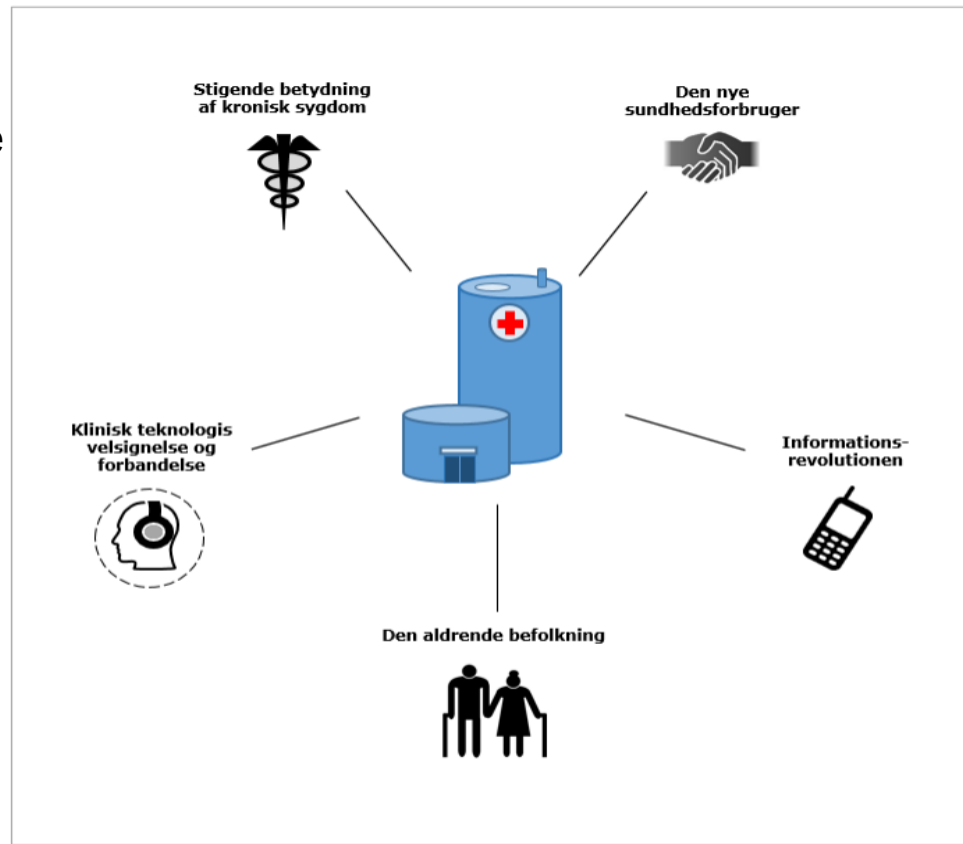 Stigende betydning
af kronisk sygdom
Den nye
sundhedsforbruger
e
Klinisk teknologis
velsignelse og
forbandelse
Informations-
revolutionen
Den aldrende befolkning